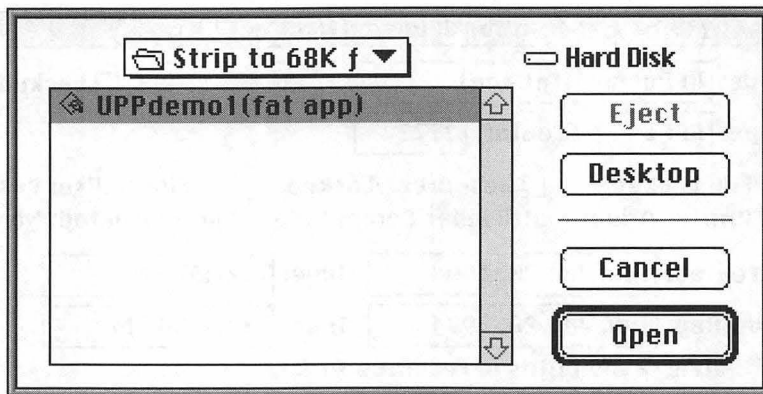 Strip to 68K ƒ
Hard Disk
UPPdemo1(fat app)
Eject
Desktop
Cancel
Open